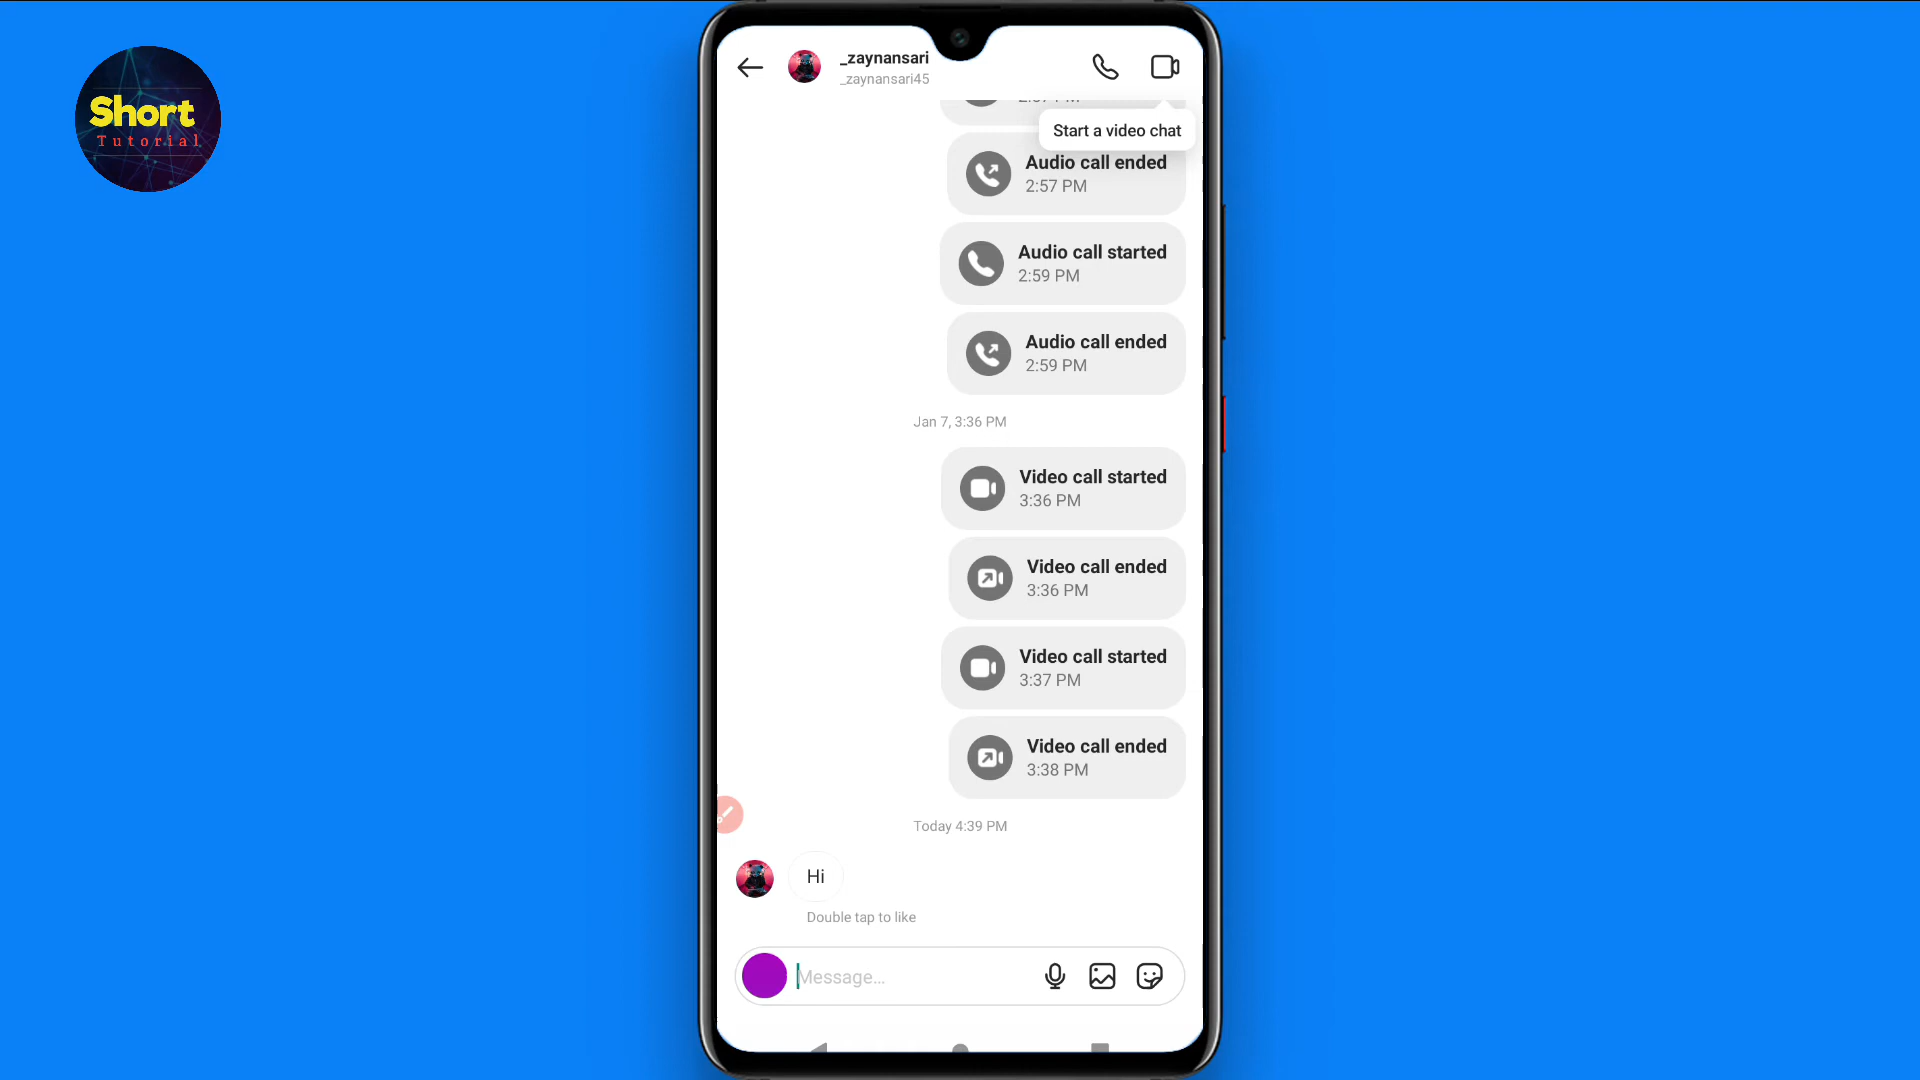 Short
Tutorial
_zaynansari
_zaynansari45
Start a video chat
Audio call ended
2:57 PM
Audio call started
2:59 PM
Audio call ended
2:59 PM
Jan 7, 3:36 PM
Video call started
3:36 PM
Video call ended
3:36 PM
Video call started
3:37 PM
Video call ended
3:38 PM
Today 4:39 PM
Hi
Double tap to like
Message...